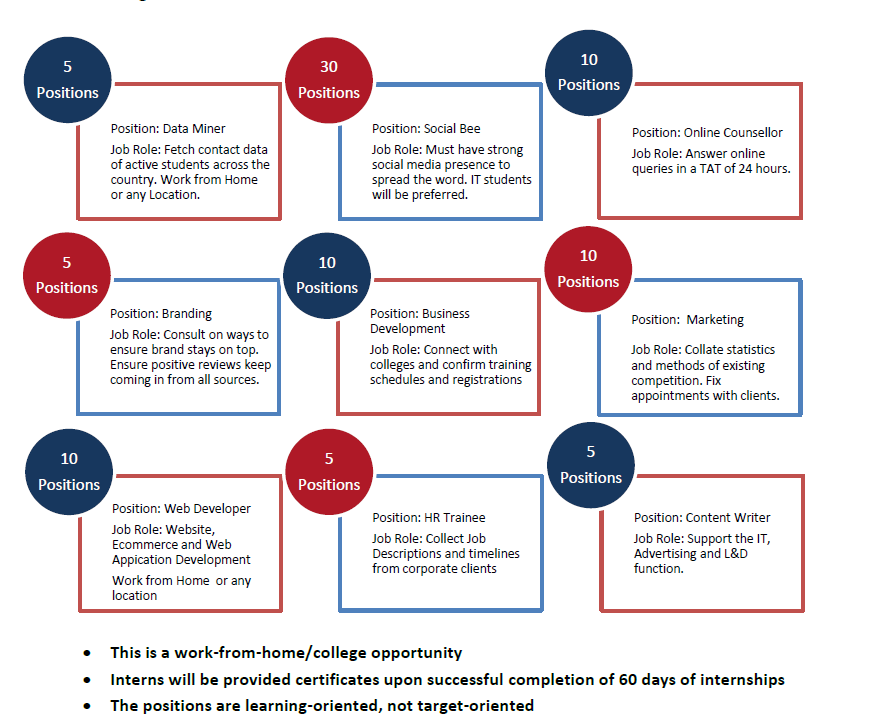 5
Positions
Position: Data Miner
Job Role: Fetch contact data
of active students across the
country. Work from Home
or any Location.
30
Positions
Position: Social Bee
Job Role: Must have strong
social media presence to
spread the word. IT students
will be preferred.
10
Positions
Position: Online Counsellor
Job Role: Answer online
queries in a TAT of 24 hours.
5
Positions
Position: Branding
Job Role: Consult on ways to
ensure brand stays on top.
Ensure positive reviews keep
coming in from all sources.
10
Positions
Position: Business
Development
Job Role: Connect with
colleges and confirm training
schedules and registrations
10
Positions
Position:  Marketing
Job Role: Collate statistics
and methods of existing
competition. Fix
appointments with clients.
10
Positions
Position: Web Developer
Job Role: Website,
Ecommerce and Web
Appication Development
Work from Home  or any
location
5
Positions
Position: HR Trainee
Job Role: Collect Job
Descriptions and timelines
from corporate clients
5
Positions
Position: Content Writer
Job Role: Support the IT,
Advertising and L&D
function.
• This is a work-from-home/college opportunity
• Interns will be provided certificates upon successful completion of 60 days of internships
• The positions are learning-oriented, not target-oriented